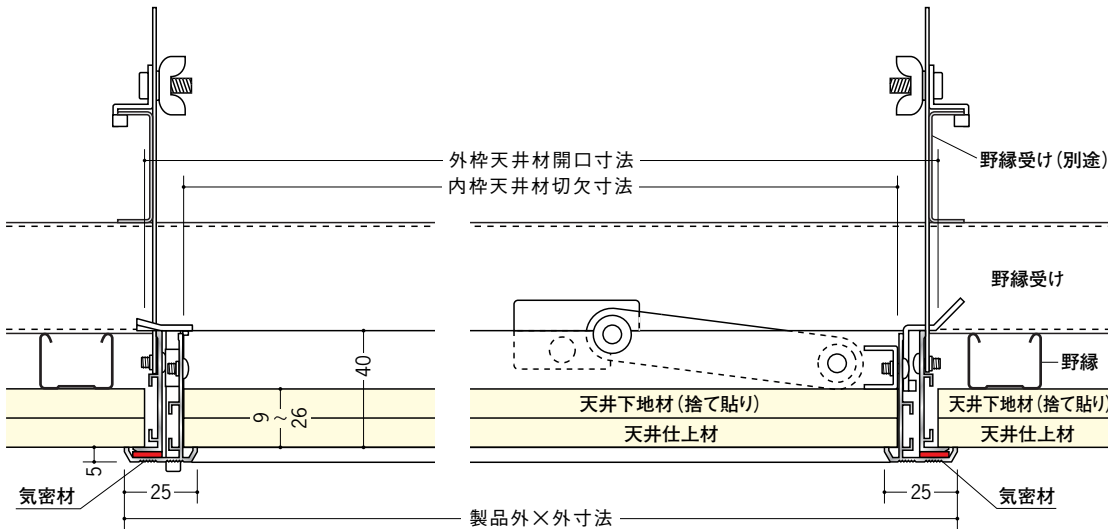 外枠天井材開口寸法
野縁受け(別途)
内枠天井材切欠寸法
野縁受け
40
野縁
9～26
天井下地材(捨て貼り)
天井下地材(捨て貼り)
天井仕上材
天井仕上材
5
気密材
25
25
気密材
製品外×外寸法